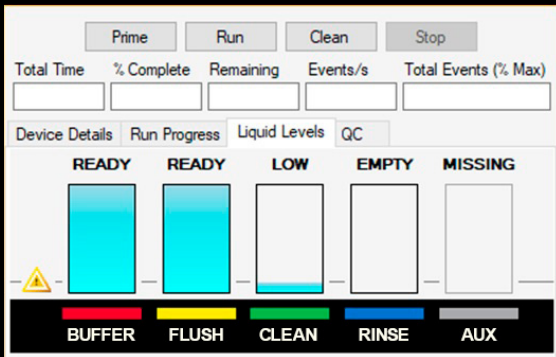 Prime Run Clean Stop
Total Time % Complete Remaining Events/s Total Events (% Max)
Device Details Run Progress Liquid Levels QC
READY READY LOW EMPTY MISSING
BUFFER FLUSH CLEAN RINSE AUX